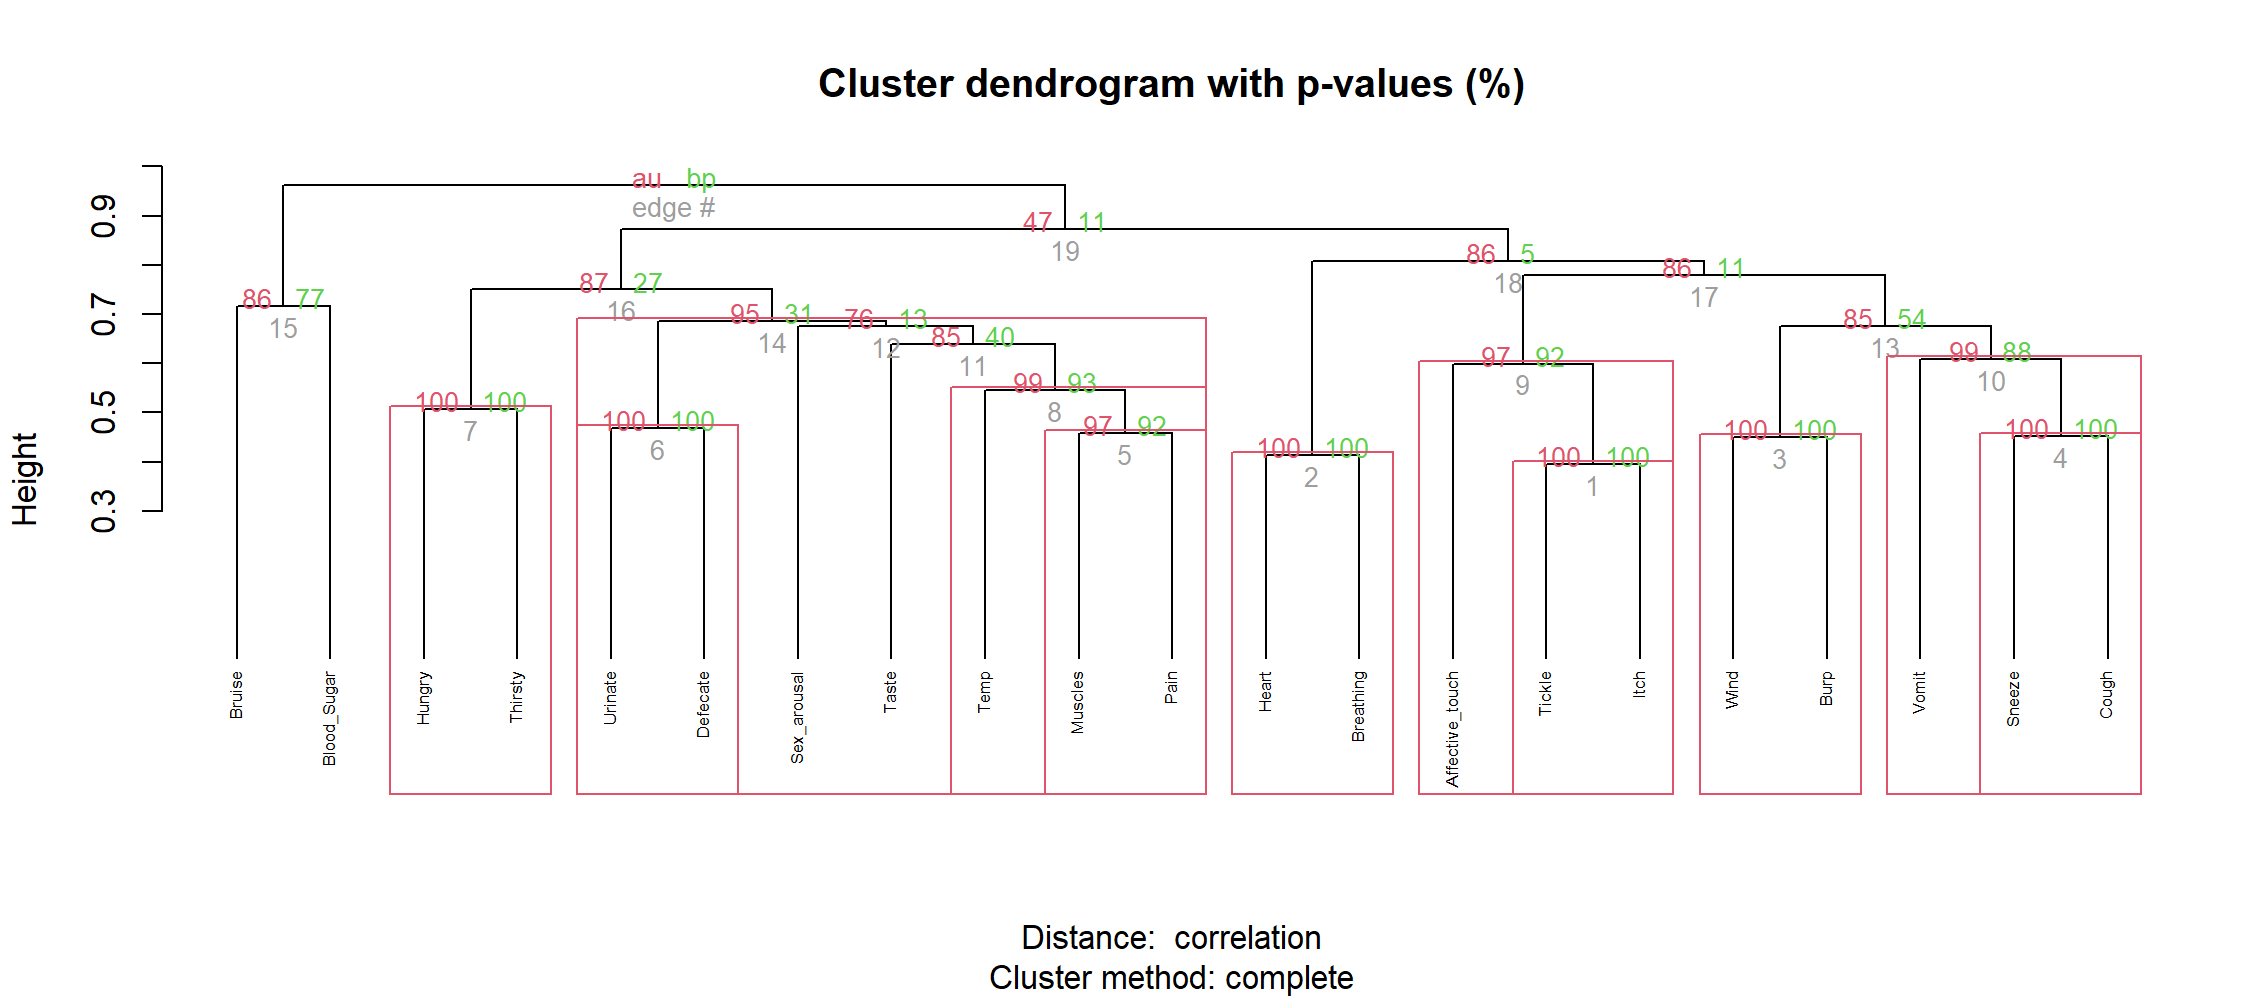 Cluster dendrogram with p-values (%)
Height
0.3 0.5 0.7 0.9
au bp
edge #
47 11
19
86 5
18
86 11
17
87 27
16
86 77
15
95 31
14
76 13
12
85 54
13
85 40
11
99 88
10
97 92
9
99 93
8
100 100
7
100 100
6
97 92
5
100 100
4
100 100
3
100 100
2
100 100
1
Bruise
Blood_Sugar
Hungry
Thirsty
Urinate
Defecate
Sex_arousal
Taste
Temp
Muscles
Pain
Heart
Breathing
Affective_touch
Tickle
Itch
Wind
Burp
Vomit
Sneeze
Cough
Distance: correlation
Cluster method: complete